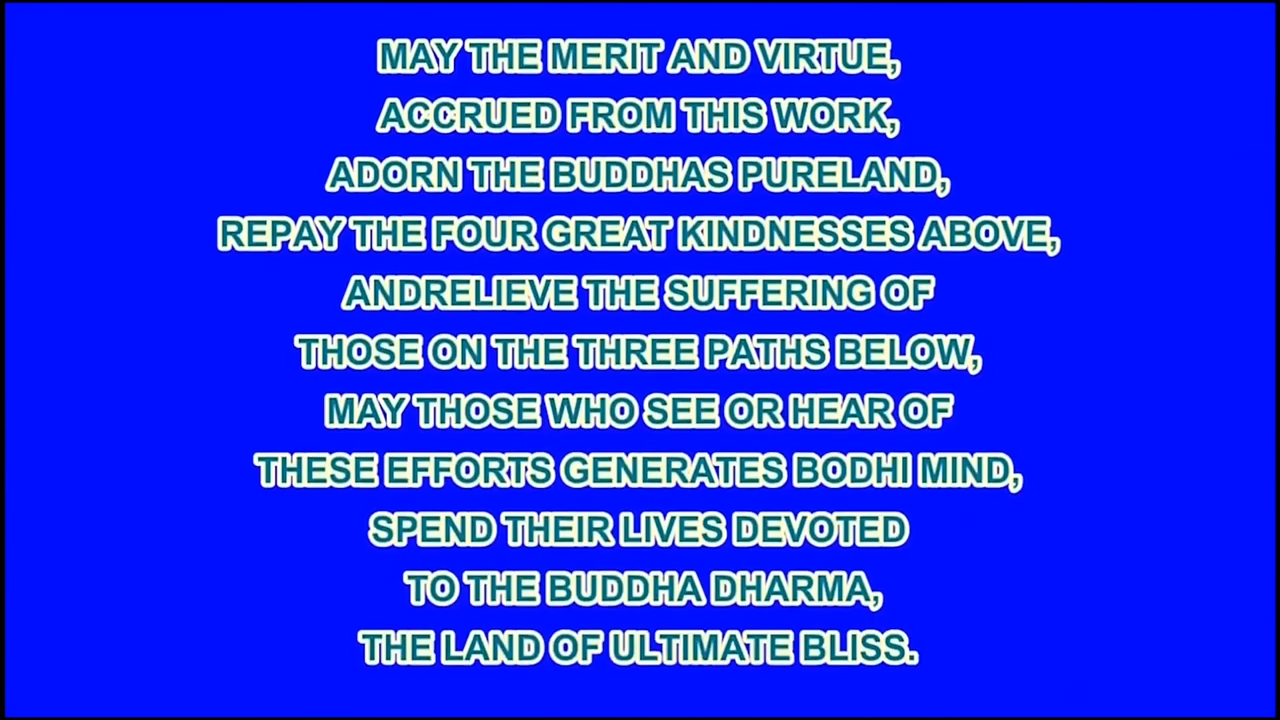 MAY THE MERIT AND VIRTUE,
ACCRUED FROM THIS WORK,
ADORN THE BUDDHAS PURELAND,
REPAY THE FOUR GREAT KINDNESSES ABOVE,
ANDRELIEVE THE SUFFERING OF
THOSE ON THE THREE PATHS BELOW,
MAY THOSE WHO SEE OR HEAR OF
THESE EFFORTS GENERATES BODHI MIND,
SPEND THEIR LIVES DEVOTED
TO THE BUDDHA DHARMA,
THE LAND OF ULTIMATE BLISS.